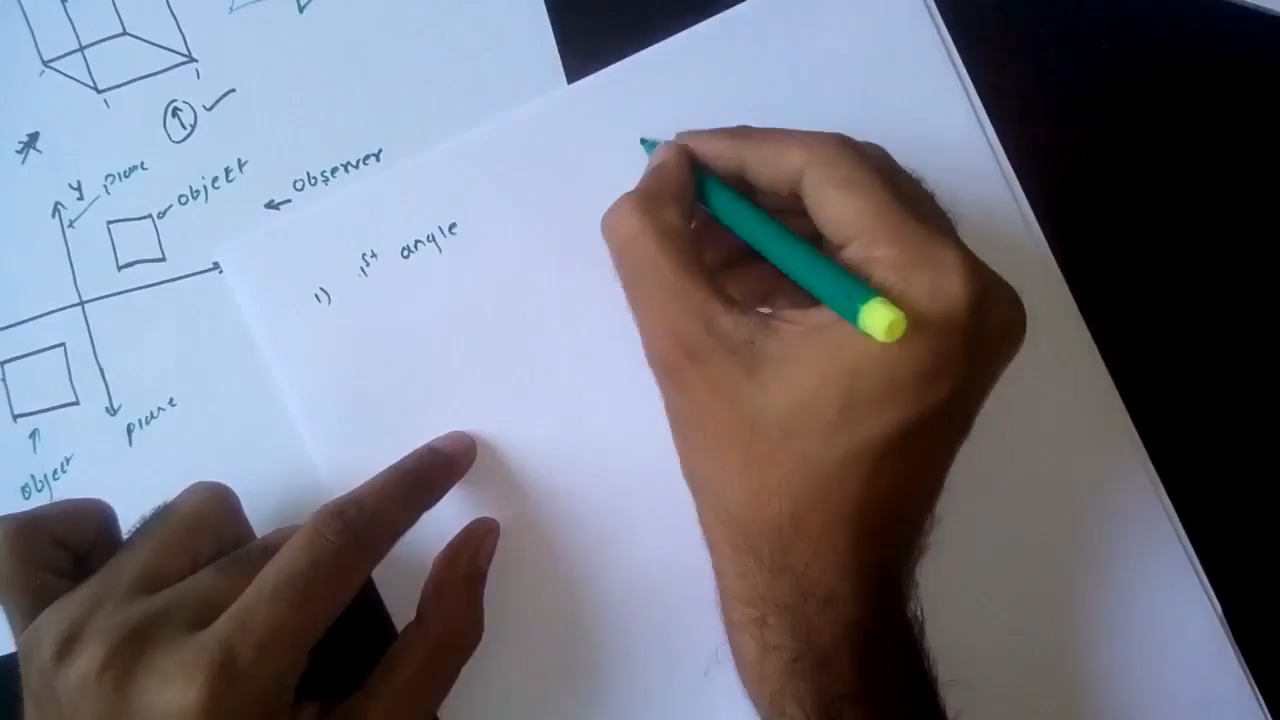 y
plane
object
← observer
plane
object
1) 1st angle